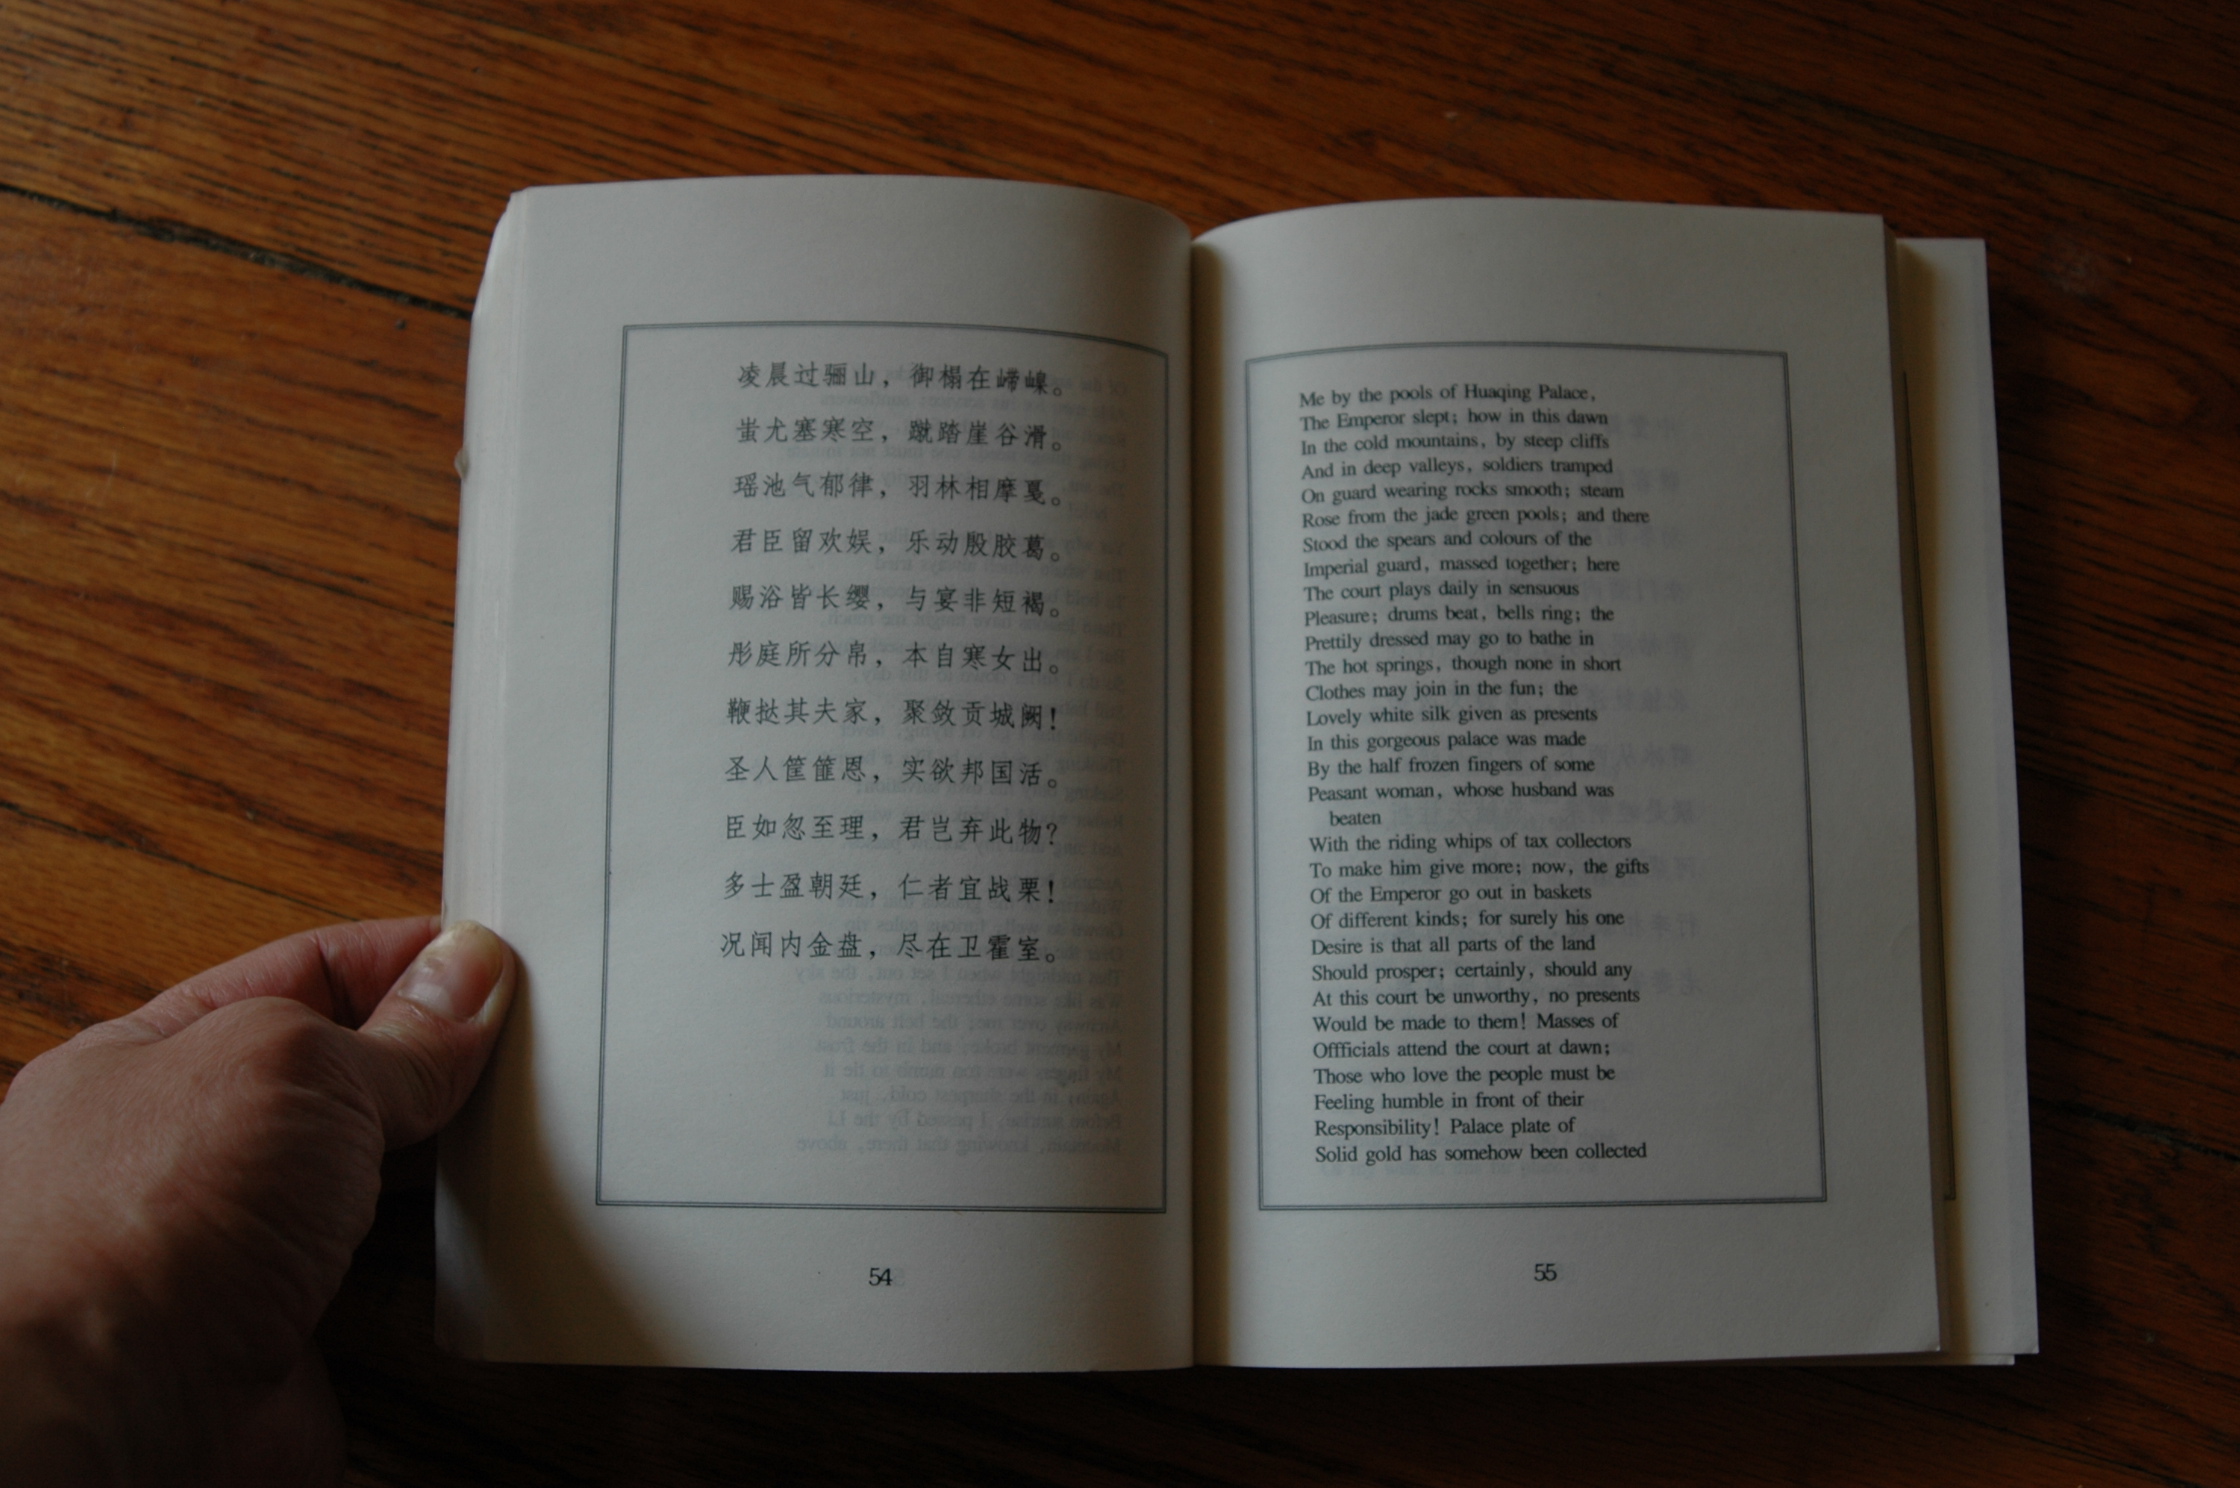 凌晨过骊山，御榻在嵽嵲。
蚩尤塞寒空，蹴踏崖谷滑。
瑶池气郁律，羽林相摩戛。
君臣留欢娱，乐动殷胶葛。
赐浴皆长缨，与宴非短褐。
彤庭所分帛，本自寒女出。
鞭挞其夫家，聚敛贡城阙！
圣人筐篚恩，实欲邦国活。
臣如忽至理，君岂弃此物？
多士盈朝廷，仁者宜战栗！
况闻内金盘，尽在卫霍室。
54
Me by the pools of Huaqing Palace,
The Emperor slept; how in this dawn
In the cold mountains, by steep cliffs
And in deep valleys, soldiers tramped
On guard wearing rocks smooth; steam
Rose from the jade green pools; and there
Stood the spears and colours of the
Imperial guard, massed together; here
The court plays daily in sensuous
Pleasure; drums beat, bells ring; the
Prettily dressed may go to bathe in
The hot springs, though none in short
Clothes may join in the fun; the
Lovely white silk given as presents
In this gorgeous palace was made
By the half frozen fingers of some
Peasant woman, whose husband was
beaten
With the riding whips of tax collectors
To make him give more; now, the gifts
Of the Emperor go out in baskets
Of different kinds; for surely his one
Desire is that all parts of the land
Should prosper; certainly, should any
At this court be unworthy, no presents
Would be made to them! Masses of
Offficials attend the court at dawn;
Those who love the people must be
Feeling humble in front of their
Responsibility! Palace plate of
Solid gold has somehow been collected
55